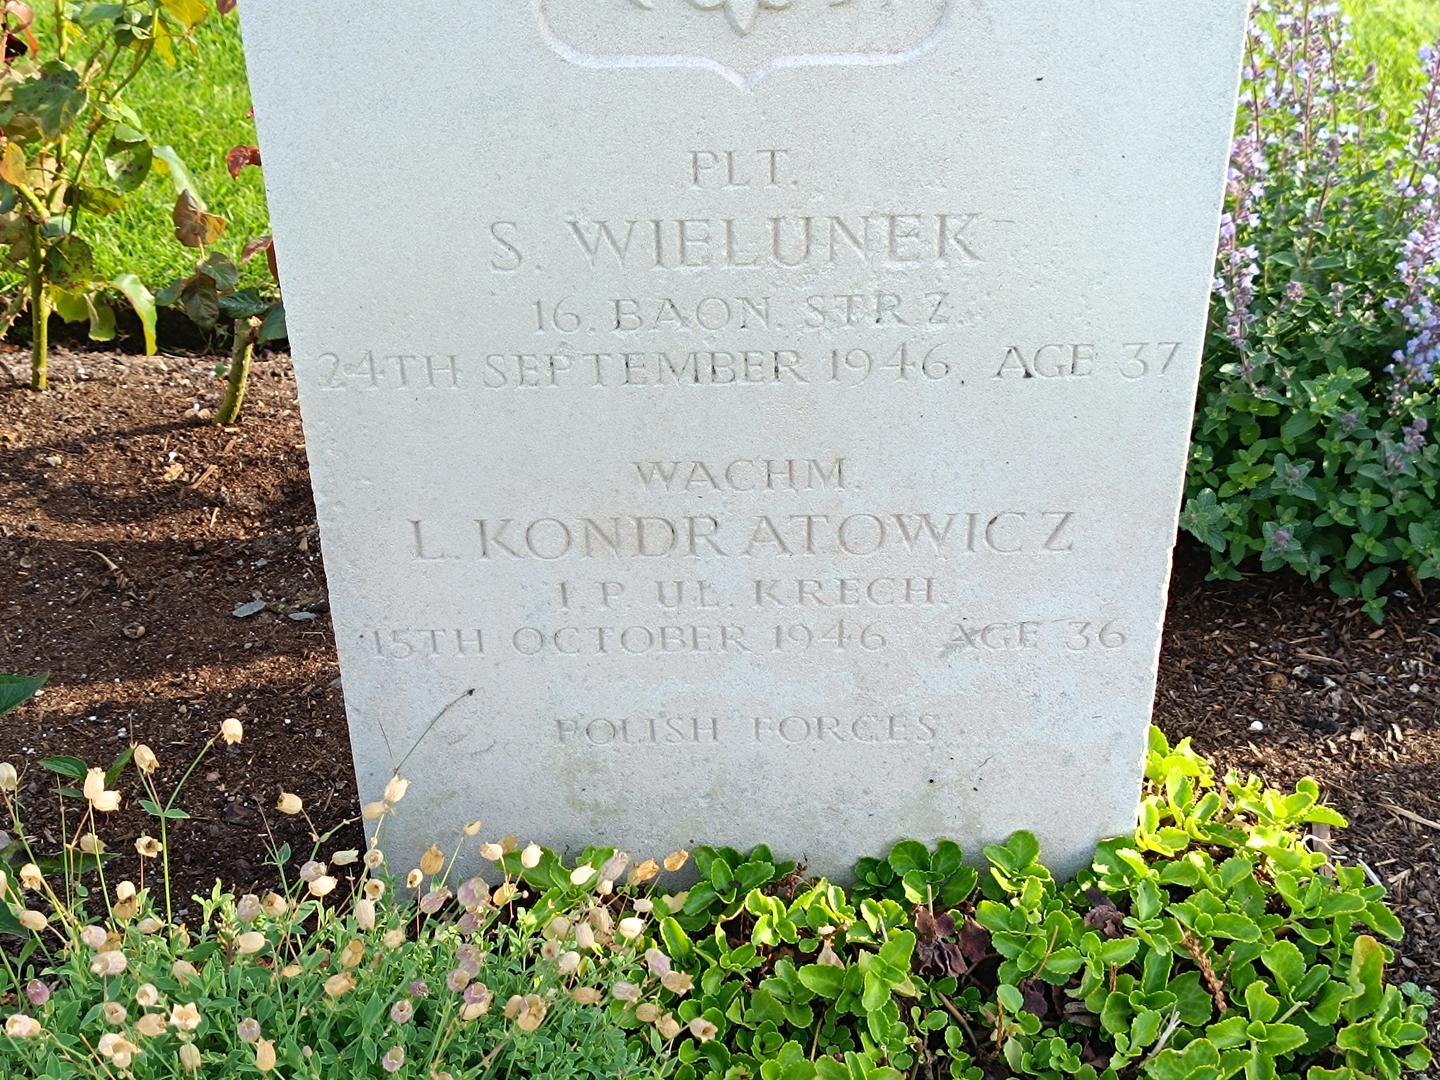 PLT.
S. WIELUNEK
16. BAON. STRZ.
24TH SEPTEMBER 1946. AGE 37
WACHM.
L. KONDRATOWICZ
1. P. UŁ. KRECH.
15TH OCTOBER 1946 AGE 36
POLISH FORCES